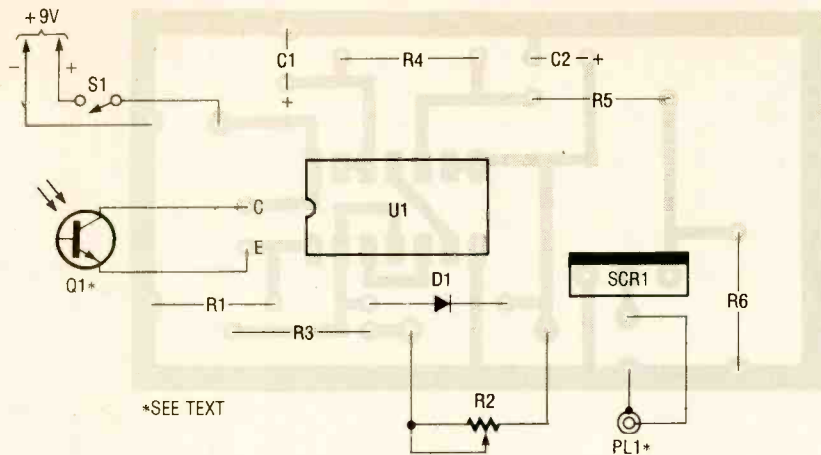 +9V
- +
S1
C1
+
R4
C2 - +
R5
C
U1
E
Q1*
D1
SCR1
R1
R6
R3
*SEE TEXT
R2
PL1*